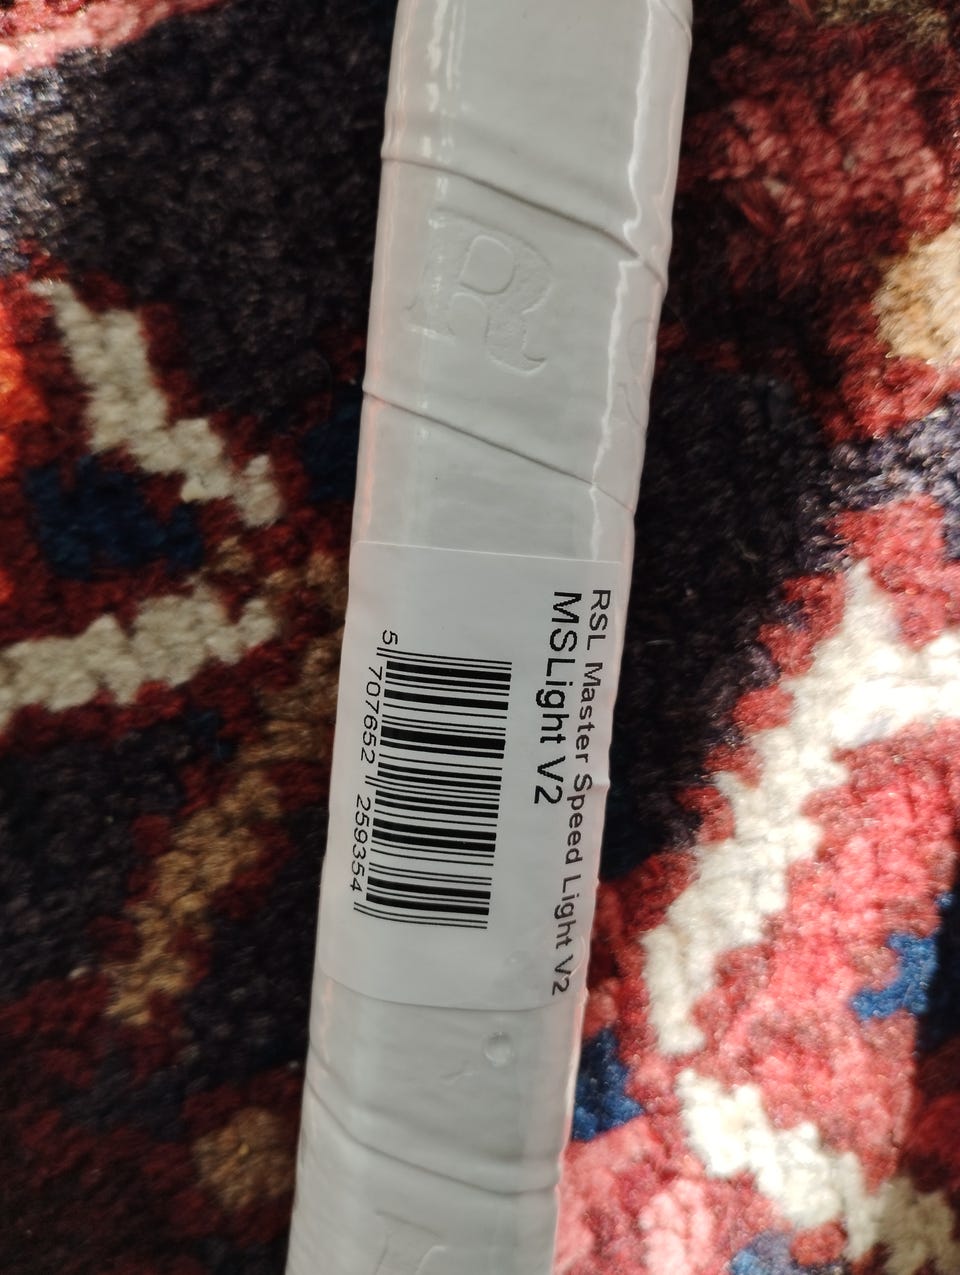 R
RSL Master Speed Light V2
MSLight V2
5 707652 259354